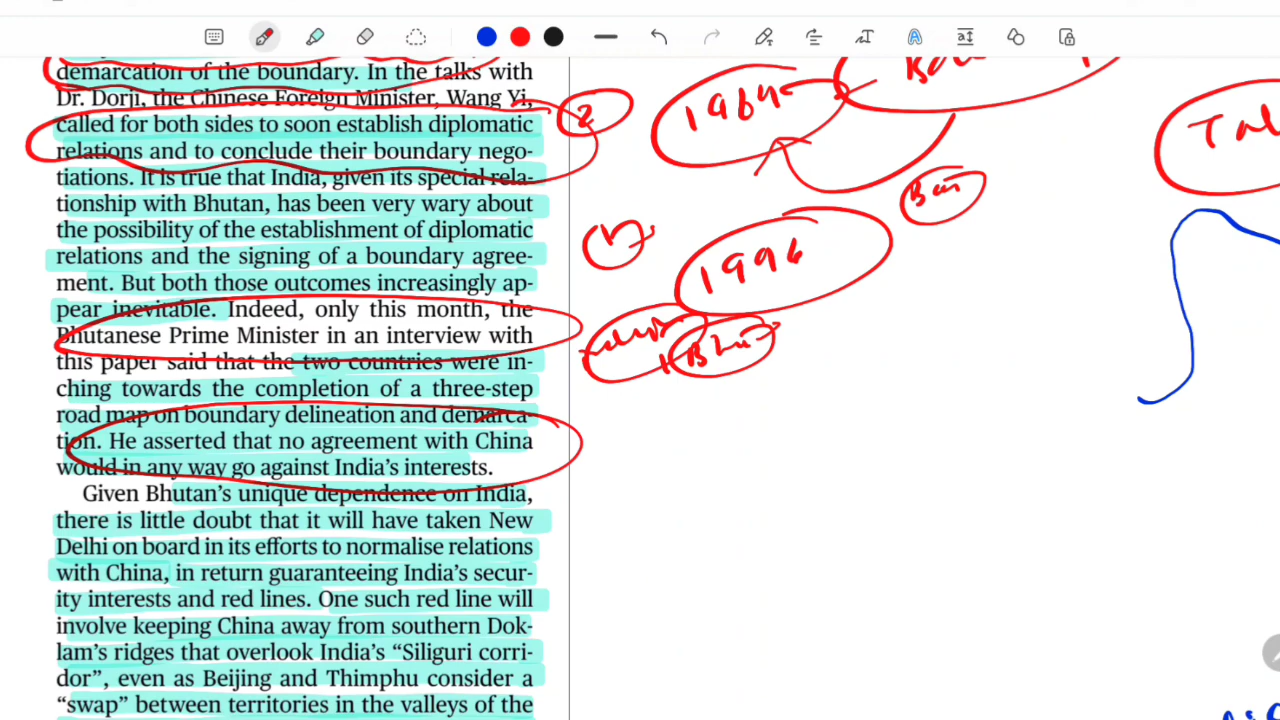 demarcation of the boundary. In the talks with
Dr. Dorji, the Chinese Foreign Minister, Wang Yi,
called for both sides to soon establish diplomatic
relations and to conclude their boundary nego-
tiations. It is true that India, given its special rela-
tionship with Bhutan, has been very wary about
the possibility of the establishment of diplomatic
relations and the signing of a boundary agree-
ment. But both those outcomes increasingly ap-
pear inevitable. Indeed, only this month, the
Bhutanese Prime Minister in an interview with
this paper said that the two countries were in-
ching towards the completion of a three-step
road map on boundary delineation and demarca-
tion. He asserted that no agreement with China
would in any way go against India's interests.
Given Bhutan's unique dependence on India,
there is little doubt that it will have taken New
Delhi on board in its efforts to normalise relations
with China, in return guaranteeing India's secur-
ity interests and red lines. One such red line will
involve keeping China away from southern Dok-
lam's ridges that overlook India's "Siliguri corri-
dor", even as Beijing and Thimphu consider a
"swap" between territories in the valleys of the
2
1996